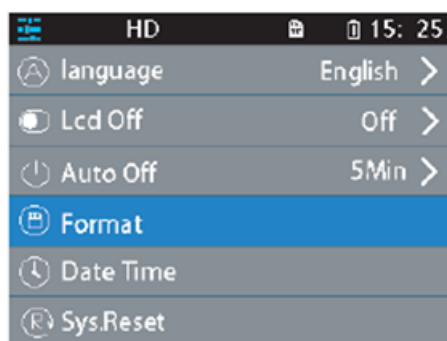 HD 15: 25
language English
Lcd Off Off
Auto Off 5Min
Format
Date Time
Sys.Reset